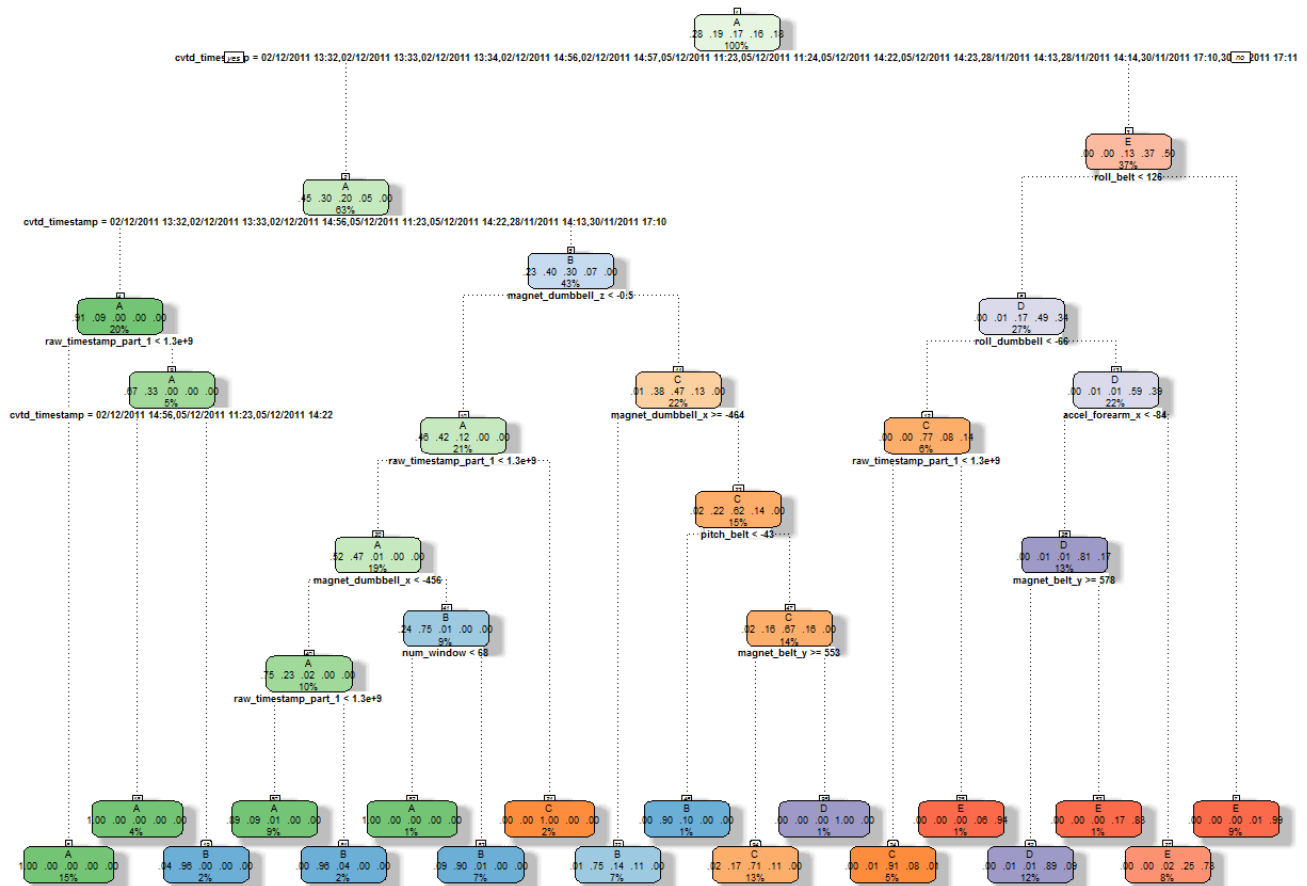 A
.28 .19 .17 .16 .18
100%
cvtd_timestamp = 02/12/2011 13:32,02/12/2011 13:33,02/12/2011 13:34,02/12/2011 14:56,02/12/2011 14:57,05/12/2011 11:23,05/12/2011 11:24,05/12/2011 14:22,05/12/2011 14:23,28/11/2011 14:13,28/11/2011 14:14,30/11/2011 17:10,30/11/2011 17:11
yes
no
E
.00 .00 .13 .37 .50
37%
roll_belt < 126
A
.45 .30 .20 .05 .00
63%
cvtd_timestamp = 02/12/2011 13:32,02/12/2011 13:33,02/12/2011 14:56,05/12/2011 11:23,05/12/2011 14:22,28/11/2011 14:13,30/11/2011 17:10
B
.23 .40 .30 .07 .00
43%
magnet_dumbbell_z < -0.5
A
.91 .09 .00 .00 .00
20%
raw_timestamp_part_1 < 1.3e+9
D
.00 .01 .17 .49 .34
27%
roll_dumbbell < -66
A
.67 .33 .00 .00 .00
5%
cvtd_timestamp = 02/12/2011 14:56,05/12/2011 11:23,05/12/2011 14:22
C
.01 .38 .47 .13 .00
22%
magnet_dumbbell_x >= -464
D
.00 .01 .01 .59 .39
22%
accel_forearm_x < -84
A
.46 .42 .12 .00 .00
21%
raw_timestamp_part_1 < 1.3e+9
C
.00 .00 .77 .08 .14
6%
raw_timestamp_part_1 < 1.3e+9
C
.02 .22 .62 .14 .00
15%
pitch_belt < -43
A
.52 .47 .01 .00 .00
19%
magnet_dumbbell_x < -456
D
.00 .01 .01 .81 .17
13%
magnet_belt_y >= 578
B
.24 .75 .01 .00 .00
9%
num_window < 68
C
.02 .16 .67 .16 .00
14%
magnet_belt_y >= 553
A
.75 .23 .02 .00 .00
10%
raw_timestamp_part_1 < 1.3e+9
A
1.00 .00 .00 .00 .00
4%
A
.89 .09 .01 .00 .00
9%
A
1.00 .00 .00 .00 .00
1%
C
.00 .00 1.00 .00 .00
2%
B
.00 .90 .10 .00 .00
1%
D
.00 .00 .00 1.00 .00
1%
E
.00 .00 .00 .06 .94
1%
E
.00 .00 .00 .17 .83
1%
E
.00 .00 .00 .01 .99
9%
A
1.00 .00 .00 .00 .00
15%
B
.04 .96 .00 .00 .00
2%
B
.00 .96 .04 .00 .00
2%
B
.09 .90 .01 .00 .00
7%
B
.01 .75 .14 .11 .00
7%
C
.02 .17 .71 .11 .00
13%
C
.00 .01 .91 .08 .01
5%
D
.00 .01 .01 .89 .09
12%
E
.00 .00 .02 .25 .73
8%